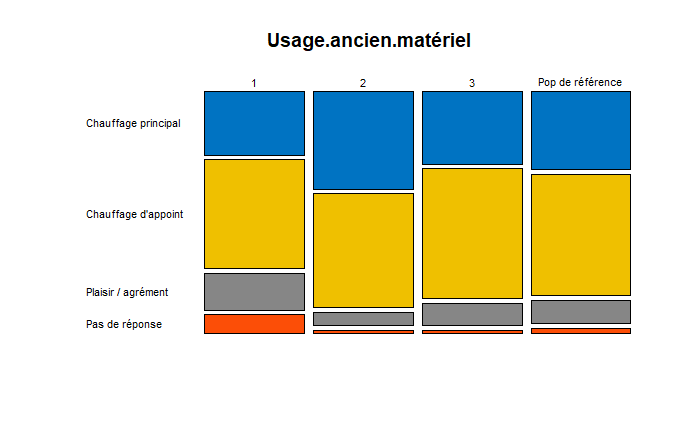 Usage.ancien.matériel
1 2 3 Pop de référence
Chauffage principal
Chauffage d'appoint
Plaisir / agrément
Pas de réponse